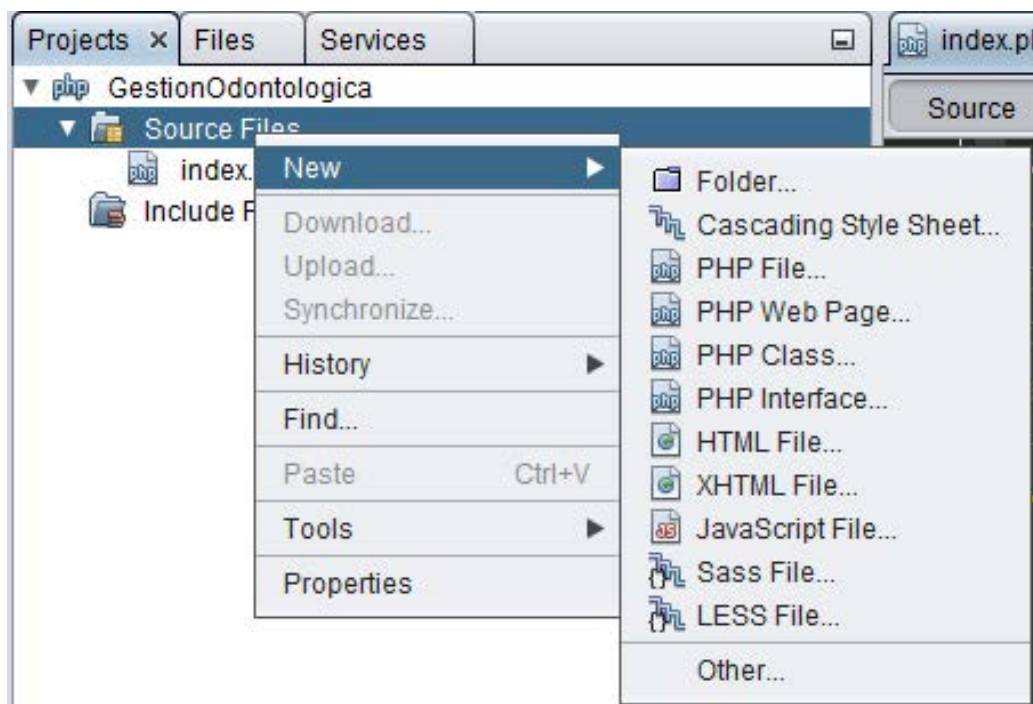 Projects × Files Services
index.p
GestionOdontologica
Source
Source Files
index.
Include F
New
Download...
Upload...
Synchronize...
History
Find...
Paste Ctrl+V
Tools
Properties
Folder...
Cascading Style Sheet...
PHP File...
PHP Web Page...
PHP Class...
PHP Interface...
HTML File...
XHTML File...
JavaScript File...
Sass File...
LESS File...
Other...